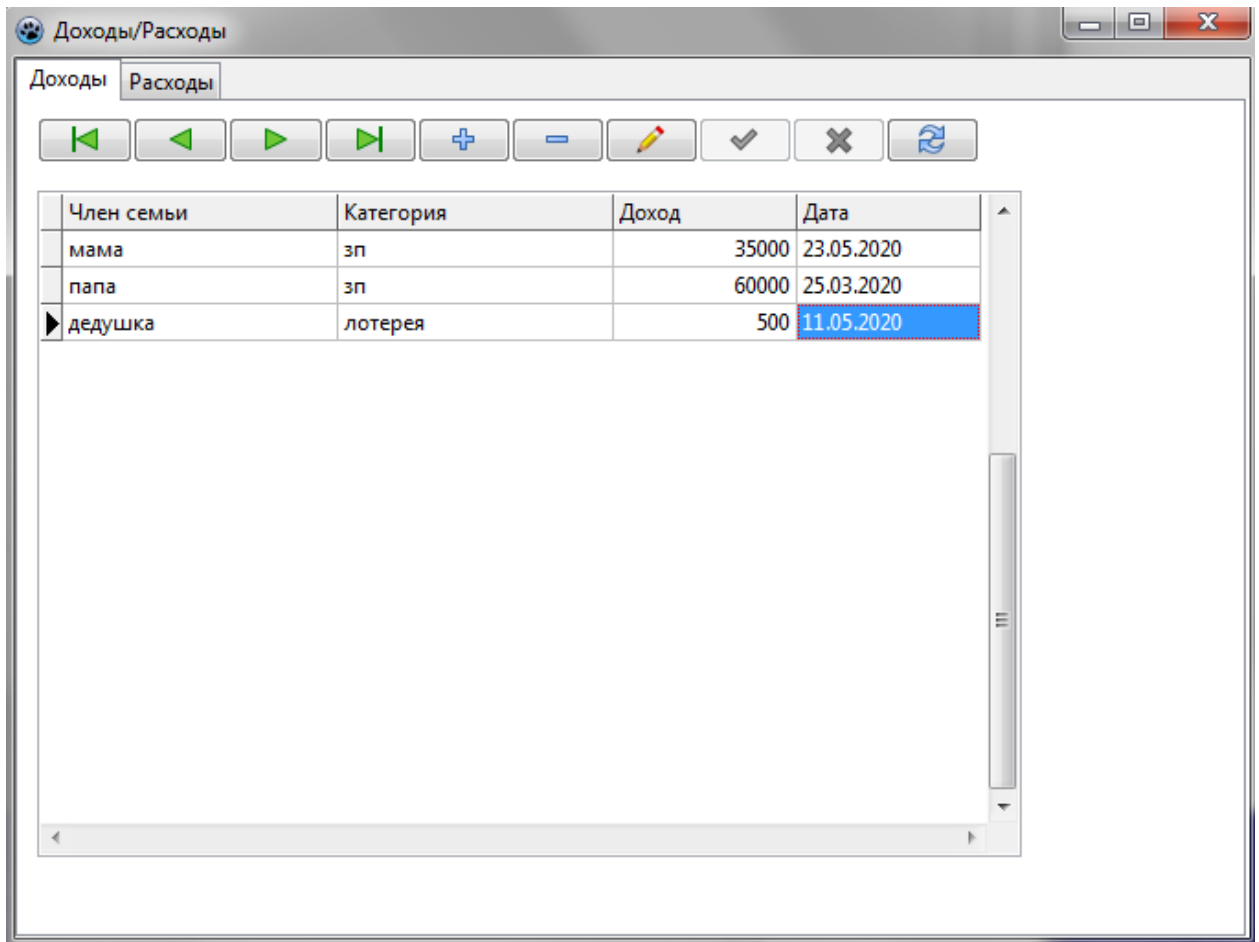 Доходы/Расходы
Доходы Расходы
Член семьи Категория Доход Дата
мама зп 35000 23.05.2020
папа зп 60000 25.03.2020
дедушка лотерея 500 11.05.2020